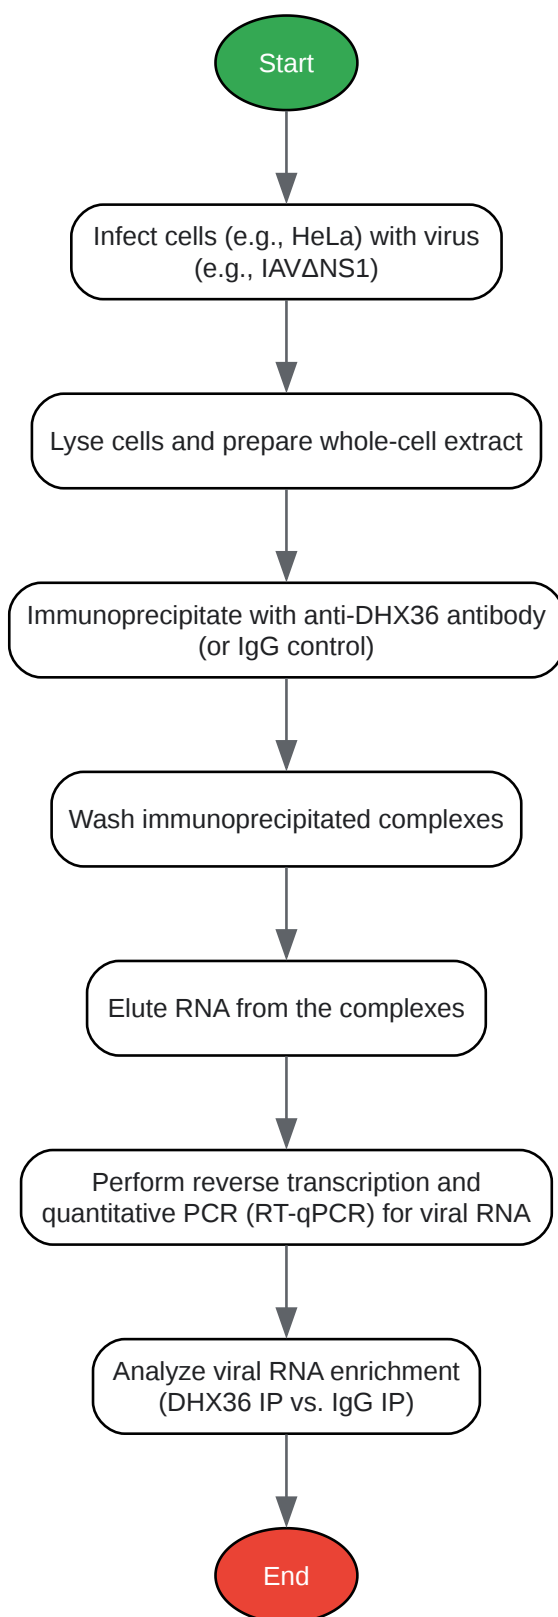 Start
Infect cells (e.g., HeLa) with virus
(e.g., IAVΔNS1)
Lyse cells and prepare whole-cell extract
Immunoprecipitate with anti-DHX36 antibody
(or IgG control)
Wash immunoprecipitated complexes
Elute RNA from the complexes
Perform reverse transcription and
quantitative PCR (RT-qPCR) for viral RNA
Analyze viral RNA enrichment
(DHX36 IP vs. IgG IP)
End